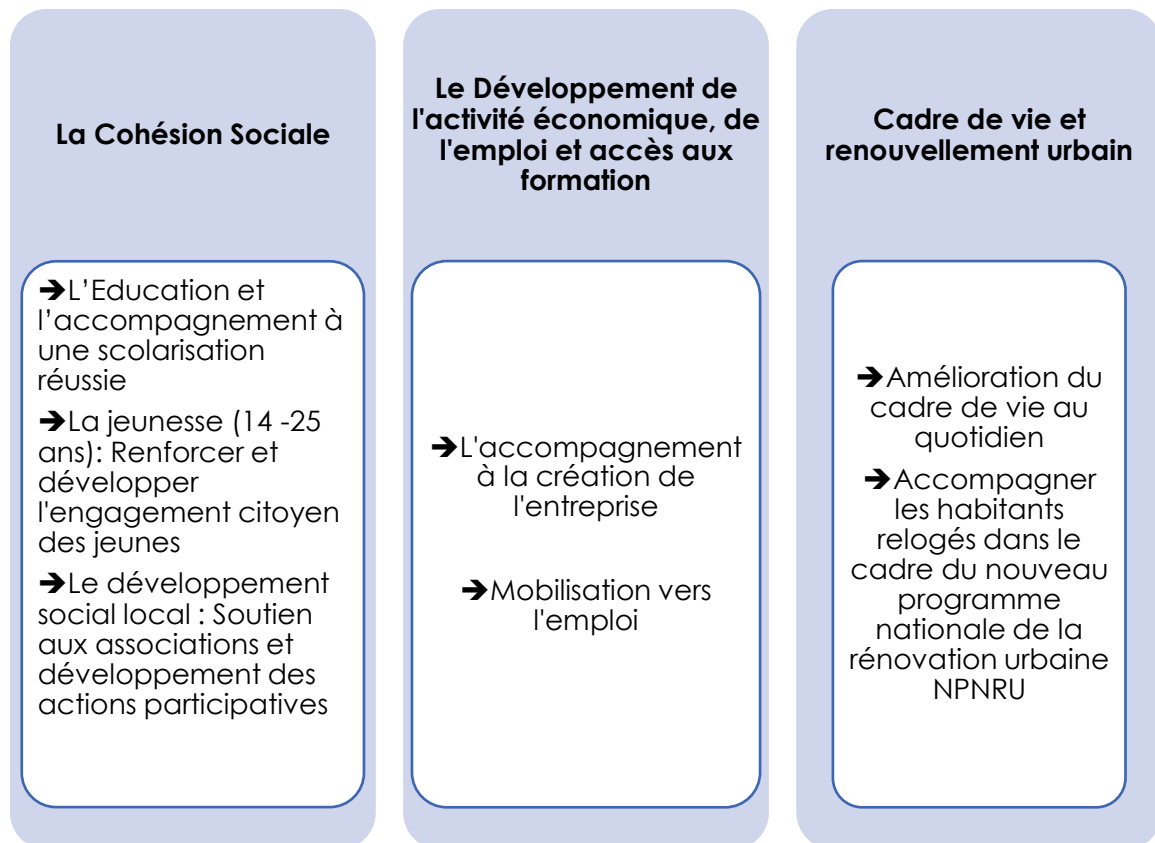 La Cohésion Sociale
➔L’Education et
l’accompagnement à
une scolarisation
réussie
➔La jeunesse (14 -25
ans): Renforcer et
développer
l'engagement citoyen
des jeunes
➔Le développement
social local : Soutien
aux associations et
développement des
actions participatives
Le Développement de
l'activité économique, de
l'emploi et accès aux
formation
➔L'accompagnement
à la création de
l'entreprise
➔Mobilisation vers
l'emploi
Cadre de vie et
renouvellement urbain
➔Amélioration du
cadre de vie au
quotidien
➔Accompagner
les habitants
relogés dans le
cadre du nouveau
programme
nationale de la
rénovation urbaine
NPNRU